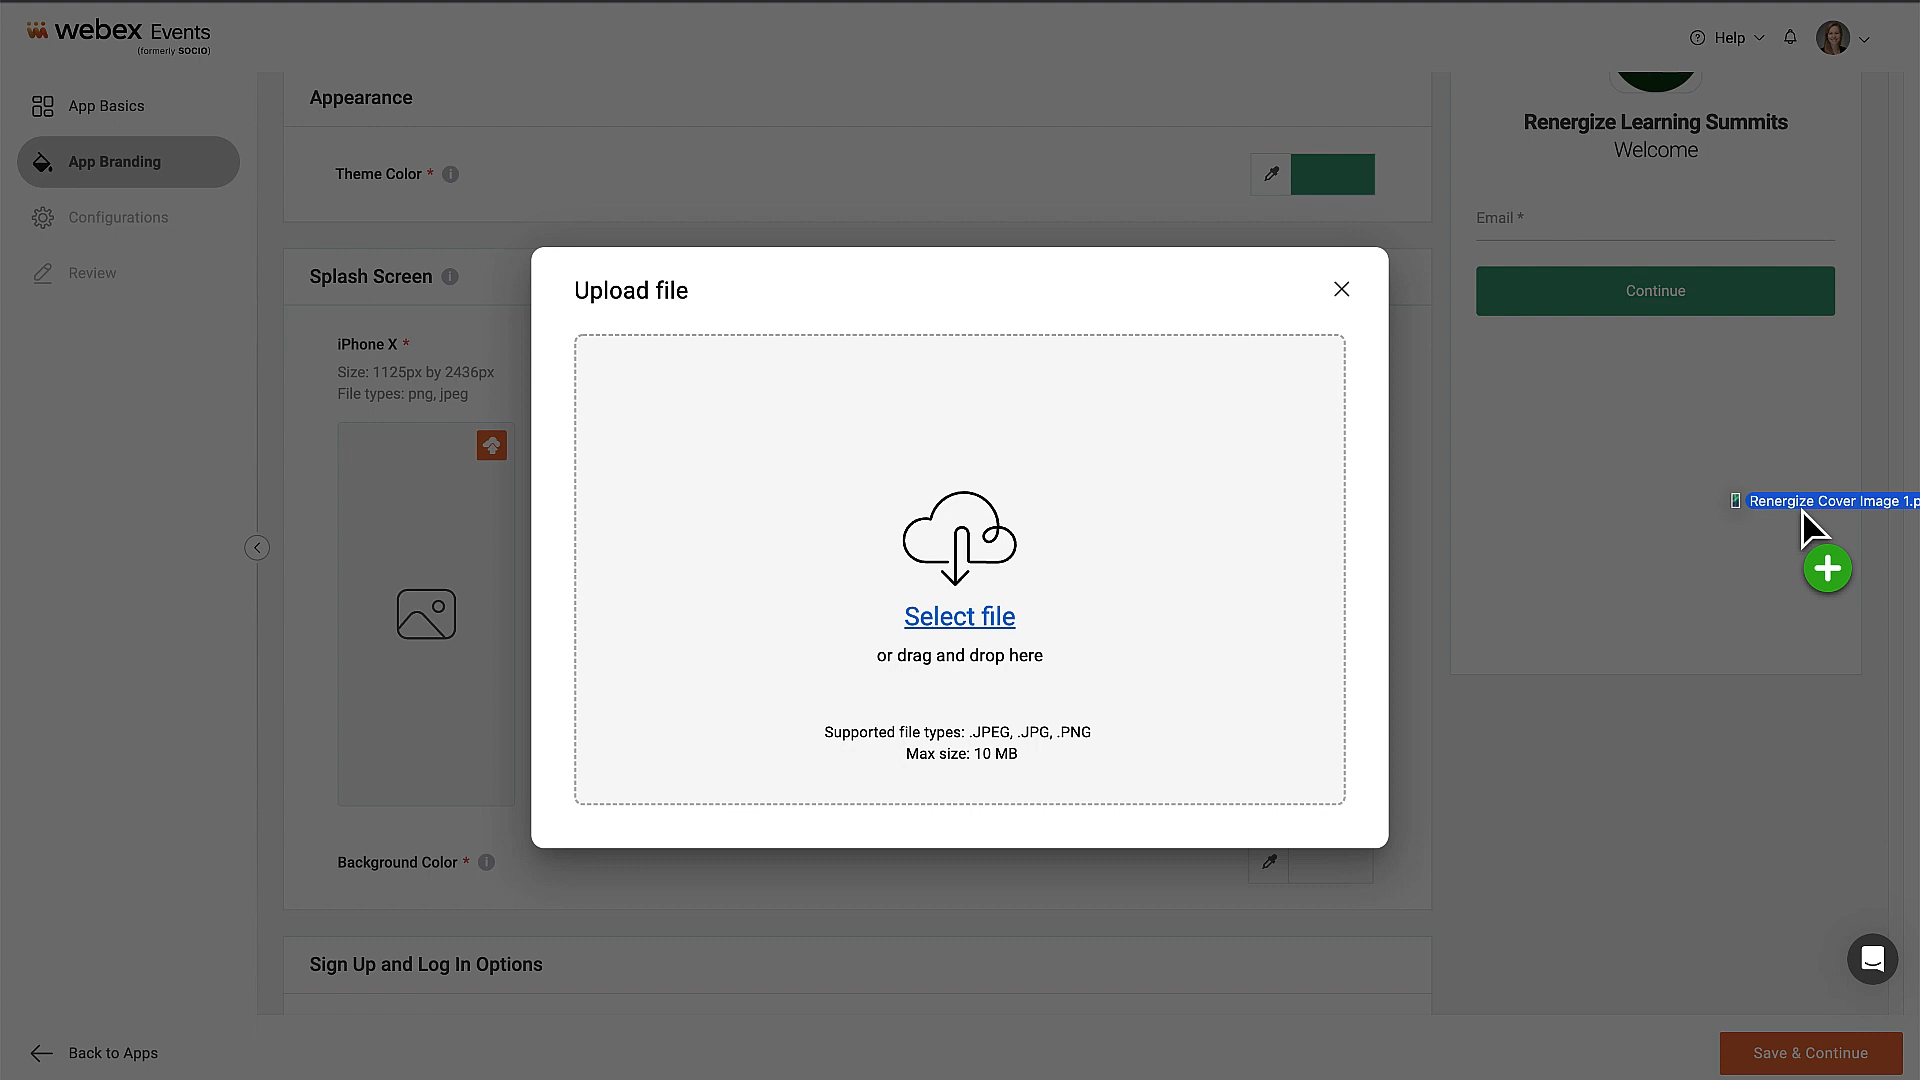 webex Events
(formerly SOCIO)
Help
App Basics
App Branding
Configurations
Review
Appearance
Theme Color *
Splash Screen
iPhone X *
Size: 1125px by 2436px
File types: png, jpeg
Background Color *
Sign Up and Log In Options
Upload file
Select file
or drag and drop here
Supported file types: .JPEG, .JPG, .PNG
Max size: 10 MB
Renergize Learning Summits
Welcome
Email *
Continue
Renergize Cover Image 1.p
Back to Apps
Save & Continue